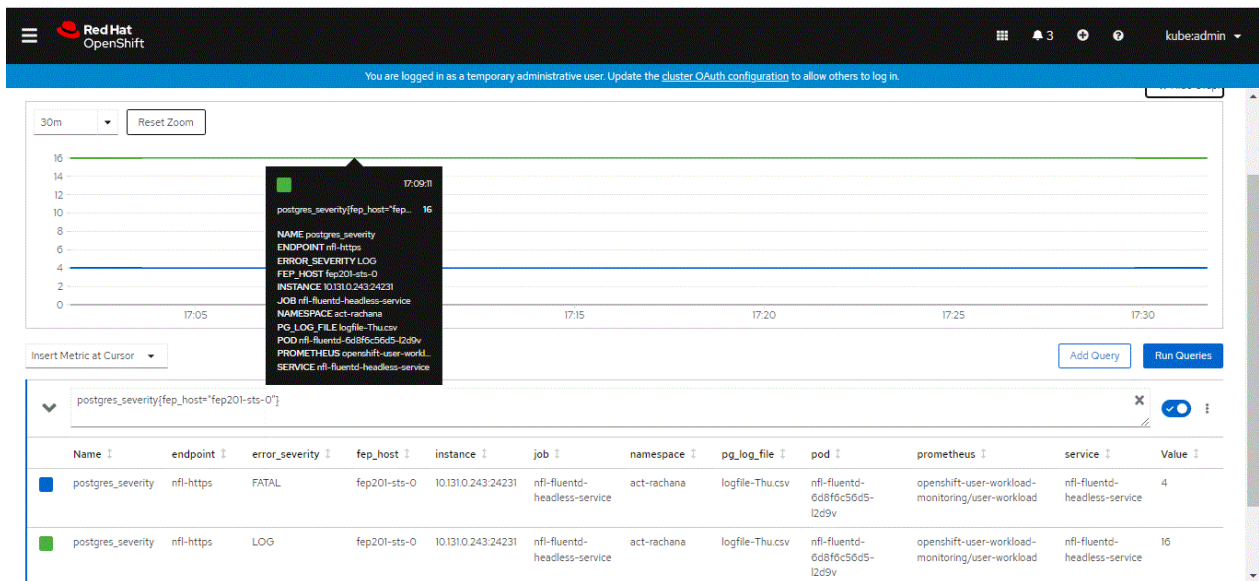 Red Hat
OpenShift
3
kube:admin
You are logged in as a temporary administrative user. Update the cluster OAuth configuration to allow others to log in.
30m
Reset Zoom
16
14
12
10
8
6
4
2
0
17:05
17:15
17:20
17:25
17:30
17:09:11
postgres_severity{fep_host="fep... 16
NAME postgres_severity
ENDPOINT nfl-https
ERROR_SEVERITY LOG
FEP_HOST fep201-sts-0
INSTANCE 10.131.0.243:24231
JOB nfl-fluentd-headless-service
NAMESPACE act-rachana
PG_LOG_FILE logfile-Thu.csv
POD nfl-fluentd-6d8f6c56d5-l2d9v
PROMETHEUS openshift-user-workl...
SERVICE nfl-fluentd-headless-service
Insert Metric at Cursor
Add Query
Run Queries
postgres_severity{fep_host="fep201-sts-0"}
Name endpoint error_severity fep_host instance job namespace pg_log_file pod prometheus service Value
postgres_severity nfl-https FATAL fep201-sts-0 10.131.0.243:24231 nfl-fluentd- act-rachana logfile-Thu.csv nfl-fluentd- openshift-user-workload- nfl-fluentd- 4
headless-service 6d8f6c56d5- monitoring/user-workload headless-service
l2d9v
postgres_severity nfl-https LOG fep201-sts-0 10.131.0.243:24231 nfl-fluentd- act-rachana logfile-Thu.csv nfl-fluentd- openshift-user-workload- nfl-fluentd- 16
headless-service 6d8f6c56d5- monitoring/user-workload headless-service
l2d9v